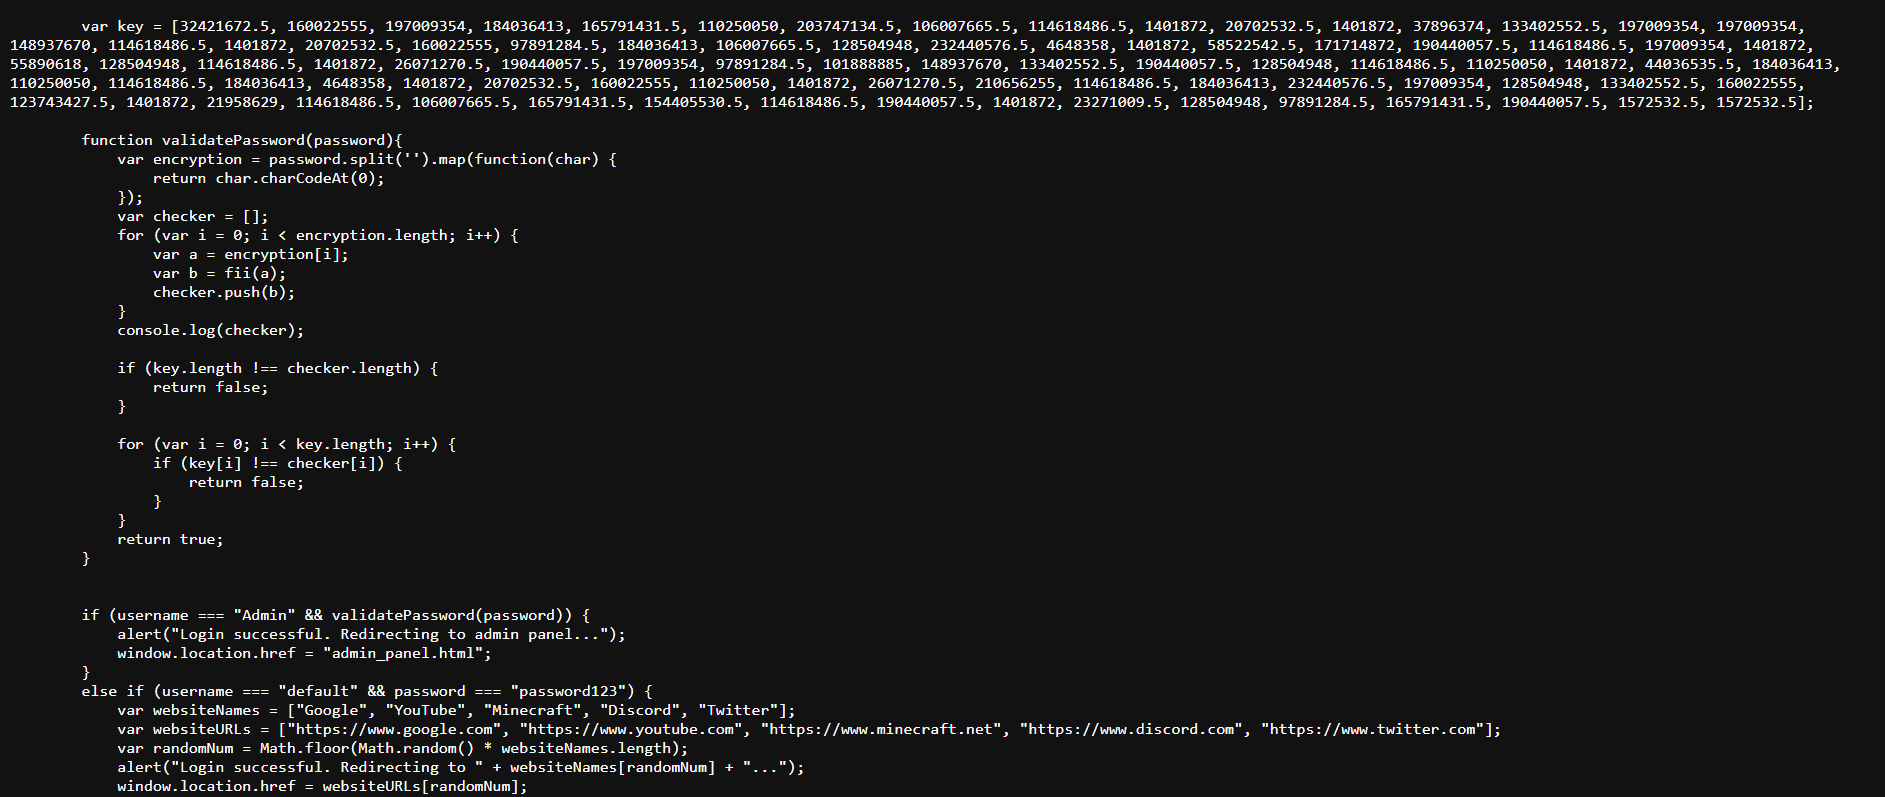 var key = [32421672.5, 160022555, 197009354, 184036413, 165791431.5, 110250050, 203747134.5, 106007665.5, 114618486.5, 1401872, 20702532.5, 1401872, 37896374, 133402552.5, 197009354, 197009354,
148937670, 114618486.5, 1401872, 20702532.5, 160022555, 97891284.5, 184036413, 106007665.5, 128504948, 232440576.5, 4648358, 1401872, 58522542.5, 171714872, 190440057.5, 114618486.5, 197009354, 1401872,
55890618, 128504948, 114618486.5, 1401872, 26071270.5, 190440057.5, 197009354, 97891284.5, 101888885, 148937670, 133402552.5, 190440057.5, 128504948, 114618486.5, 110250050, 1401872, 44036535.5, 184036413,
110250050, 114618486.5, 184036413, 4648358, 1401872, 20702532.5, 160022555, 110250050, 1401872, 26071270.5, 210656255, 114618486.5, 184036413, 232440576.5, 197009354, 128504948, 133402552.5, 160022555,
123743427.5, 1401872, 21958629, 114618486.5, 106007665.5, 165791431.5, 154405530.5, 114618486.5, 190440057.5, 1401872, 23271009.5, 128504948, 97891284.5, 165791431.5, 190440057.5, 1572532.5, 1572532.5];
function validatePassword(password){
var encryption = password.split('').map(function(char) {
return char.charCodeAt(0);
});
var checker = [];
for (var i = 0; i < encryption.length; i++) {
var a = encryption[i];
var b = fii(a);
checker.push(b);
}
console.log(checker);
if (key.length !== checker.length) {
return false;
}
for (var i = 0; i < key.length; i++) {
if (key[i] !== checker[i]) {
return false;
}
}
return true;
}
if (username === "Admin" && validatePassword(password)) {
alert("Login successful. Redirecting to admin panel...");
window.location.href = "admin_panel.html";
}
else if (username === "default" && password === "password123") {
var websiteNames = ["Google", "YouTube", "Minecraft", "Discord", "Twitter"];
var websiteURLs = ["https://www.google.com", "https://www.youtube.com", "https://www.minecraft.net", "https://www.discord.com", "https://www.twitter.com"];
var randomNum = Math.floor(Math.random() * websiteNames.length);
alert("Login successful. Redirecting to " + websiteNames[randomNum] + "...");
window.location.href = websiteURLs[randomNum];